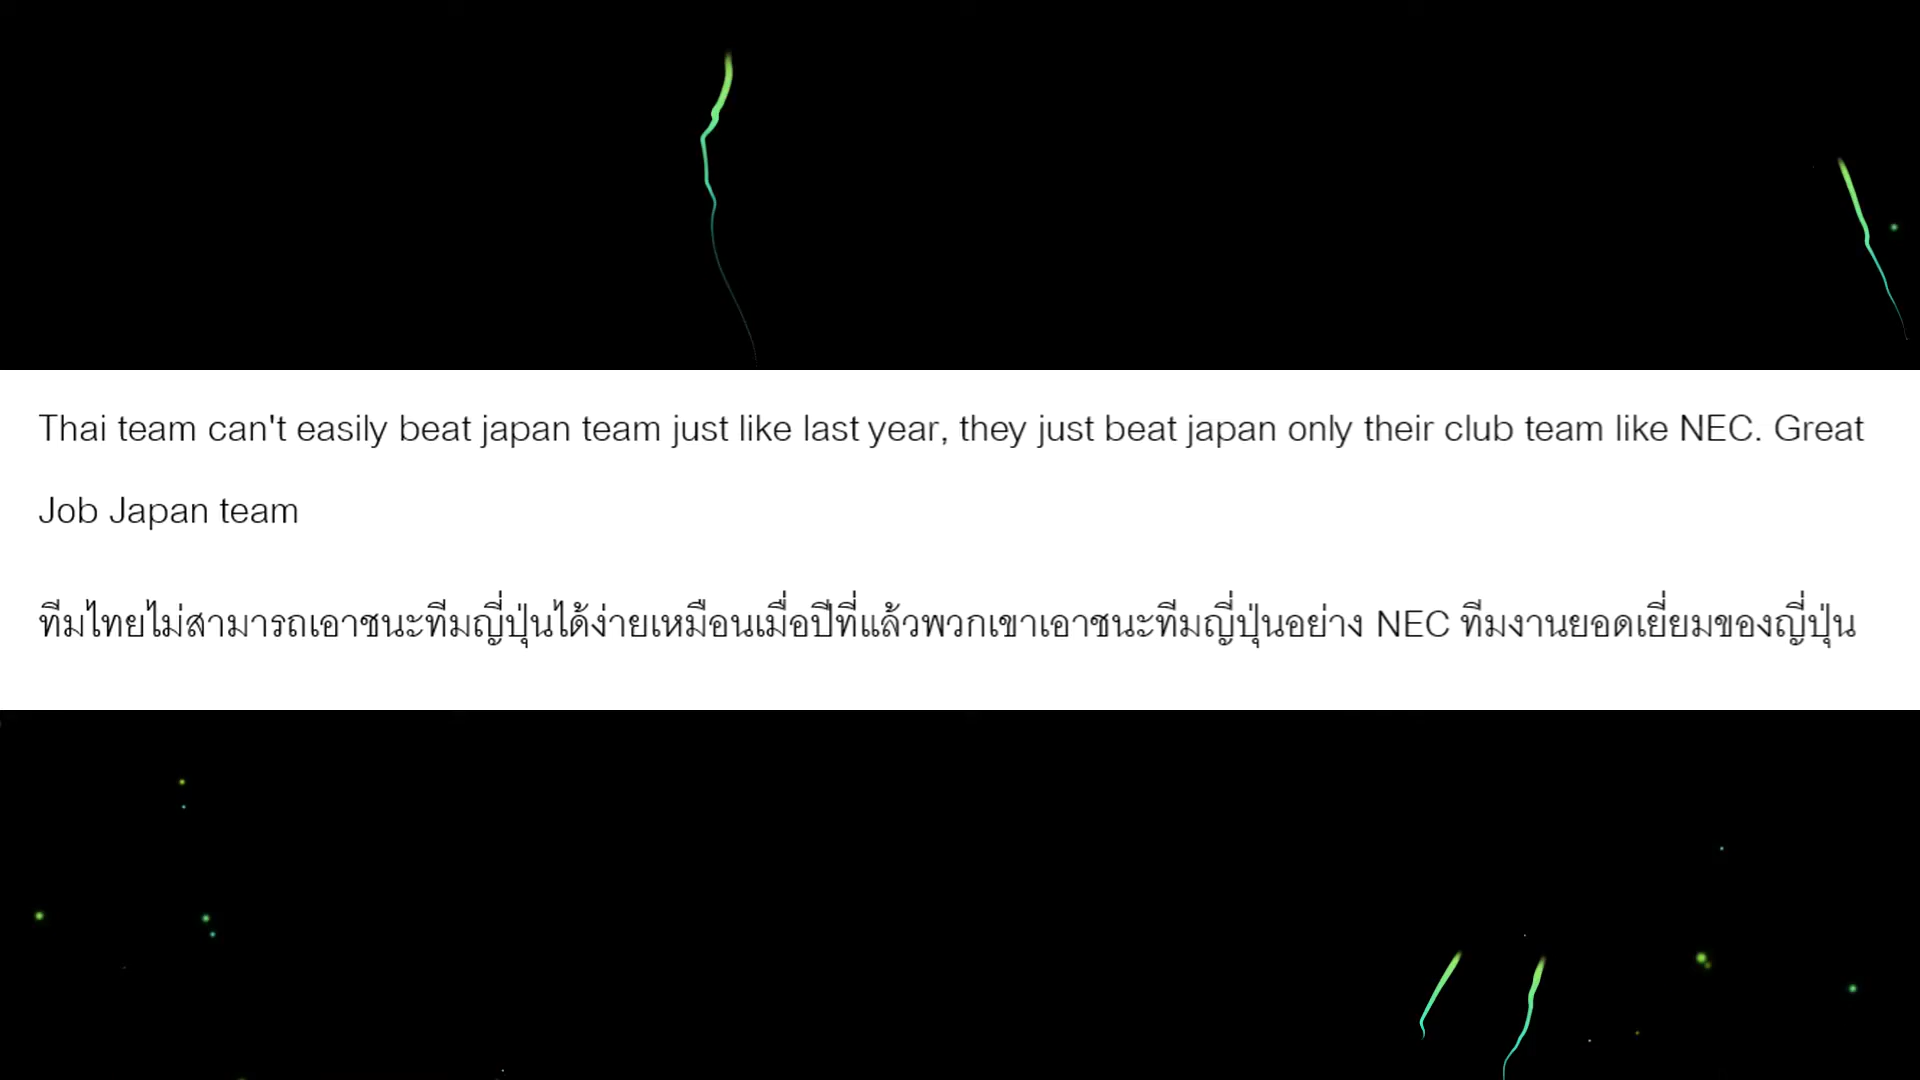 Thai team can't easily beat japan team just like last year, they just beat japan only their club team like NEC. Great
Job Japan team
ทีมไทยไม่สามารถเอาชนะทีมญี่ปุ่นได้ง่ายเหมือนเมื่อปีที่แล้วพวกเขาเอาชนะทีมญี่ปุ่นอย่าง NEC ทีมงานยอดเยี่ยมของญี่ปุ่น